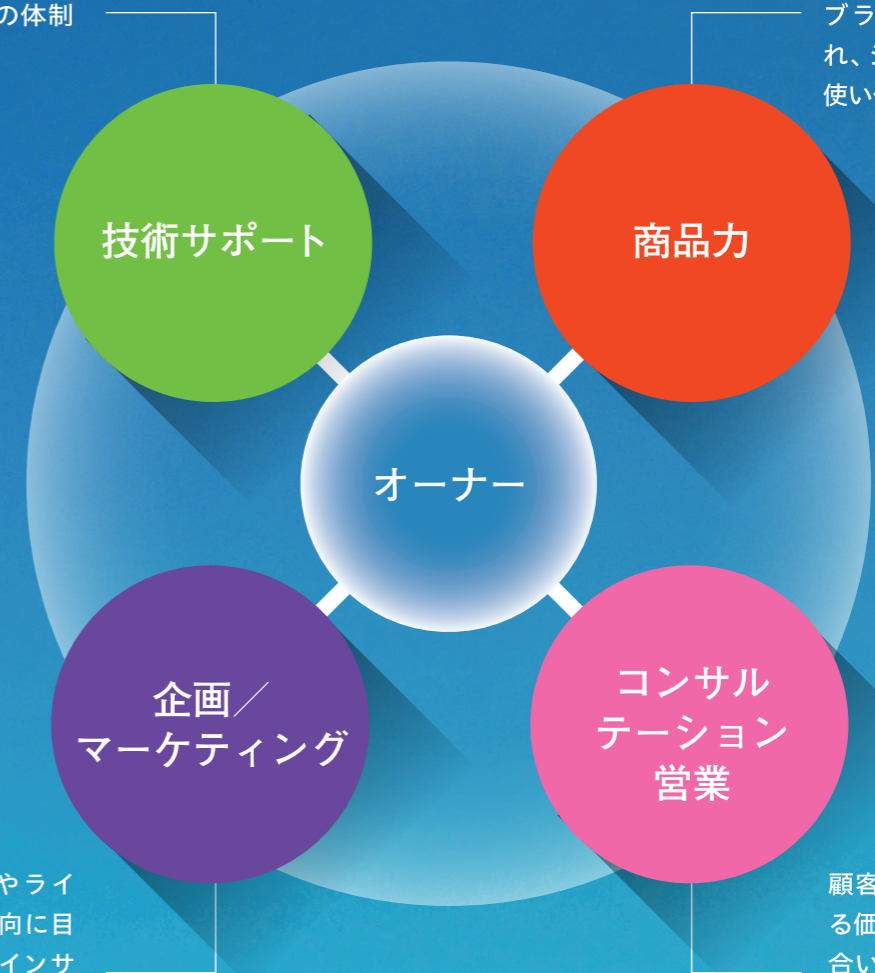 の体制
ブラ
れ、
使い
技術サポート
商品力
オーナー
企画／
マーケティング
コンサル
テーション
営業
やライ
向に目
インサ
顧客
る価
合い